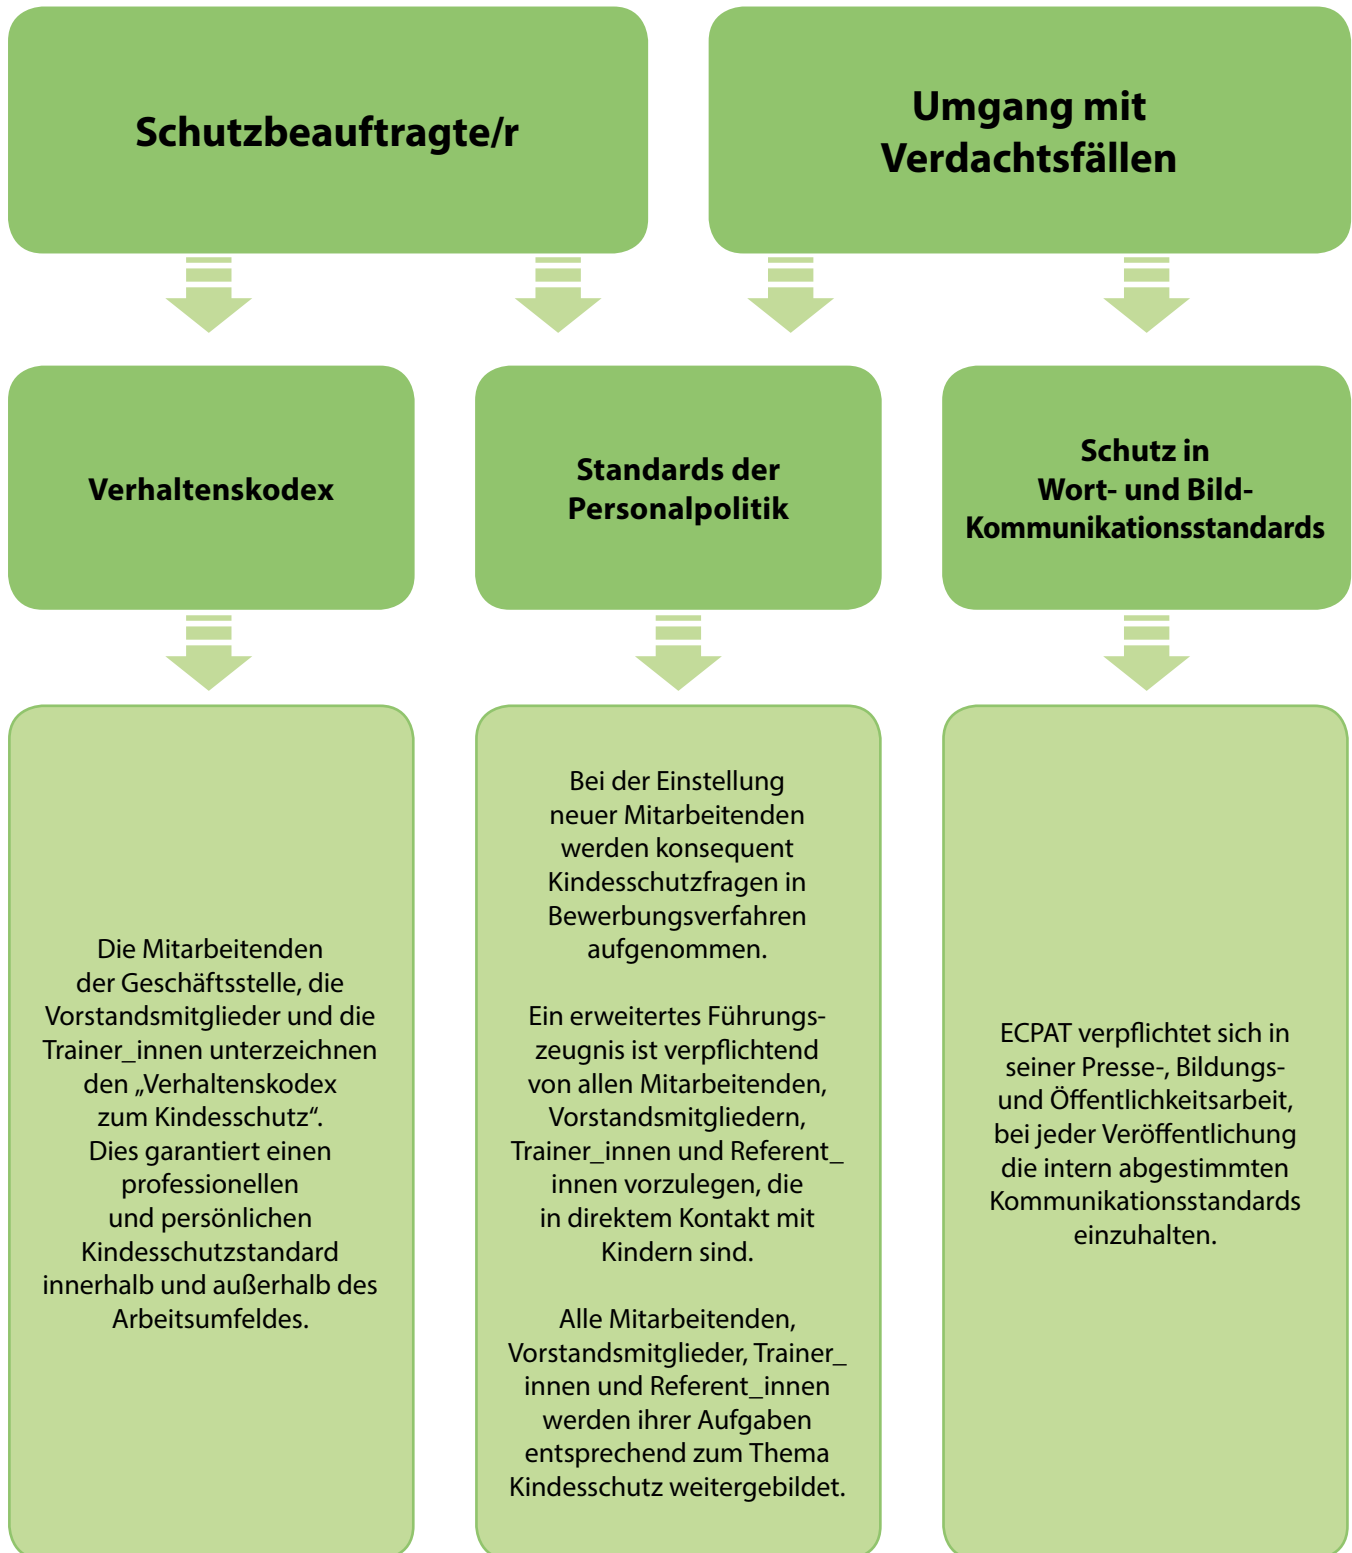 Schutzbeauftragte/r
Umgang mit
Verdachtsfällen
Verhaltenskodex
Standards der
Personalpolitik
Schutz in
Wort- und Bild-
Kommunikationsstandards
Die Mitarbeitenden
der Geschäftsstelle, die
Vorstandsmitglieder und die
Trainer_innen unterzeichnen
den „Verhaltenskodex
zum Kindesschutz“.
Dies garantiert einen
professionellen
und persönlichen
Kindesschutzstandard
innerhalb und außerhalb des
Arbeitsumfeldes.
Bei der Einstellung
neuer Mitarbeitenden
werden konsequent
Kindesschutzfragen in
Bewerbungsverfahren
aufgenommen.
Ein erweitertes Führungs-
zeugnis ist verpflichtend
von allen Mitarbeitenden,
Vorstandsmitgliedern,
Trainer_innen und Referent_
innen vorzulegen, die
in direktem Kontakt mit
Kindern sind.
Alle Mitarbeitenden,
Vorstandsmitglieder, Trainer_
innen und Referent_innen
werden ihrer Aufgaben
entsprechend zum Thema
Kindesschutz weitergebildet.
ECPAT verpflichtet sich in
seiner Presse-, Bildungs-
und Öffentlichkeitsarbeit,
bei jeder Veröffentlichung
die intern abgestimmten
Kommunikationsstandards
einzuhalten.